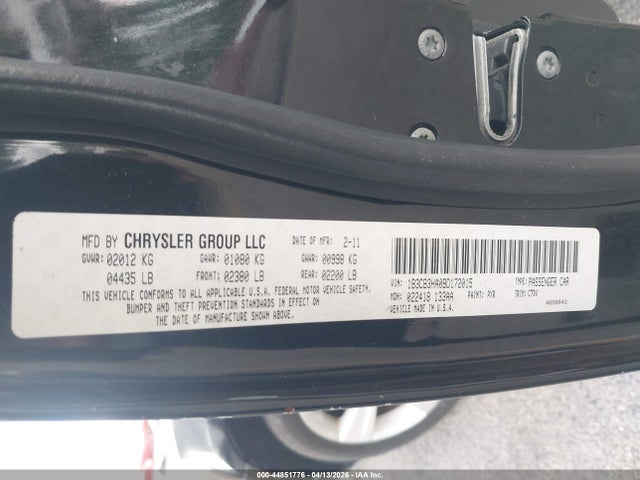 MFD BY CHRYSLER GROUP LLC DATE OF MFR. 2-11
GVWR: 02012 KG GAWR: 01080 KG GAWR: 00998 KG
04435 LB FRONT: 02380 LB REAR: 02200 LB
THIS VEHICLE CONFORMS TO ALL APPLICABLE U.S.A. FEDERAL MOTOR VEHICLE SAFETY,
BUMPER AND THEFT PREVENTION STANDARDS IN EFFECT ON
THE DATE OF MANUFACTURE SHOWN ABOVE.
VIN: 1B3CB3HA0BD172015 TYPE: PASSENGER CAR
MDH: 022418 133AA PAINT: PXR TRIM: C7DV
VEHICLE MADE IN U.S.A.
000-44851776 - 04/13/2026 - IAAI.COM